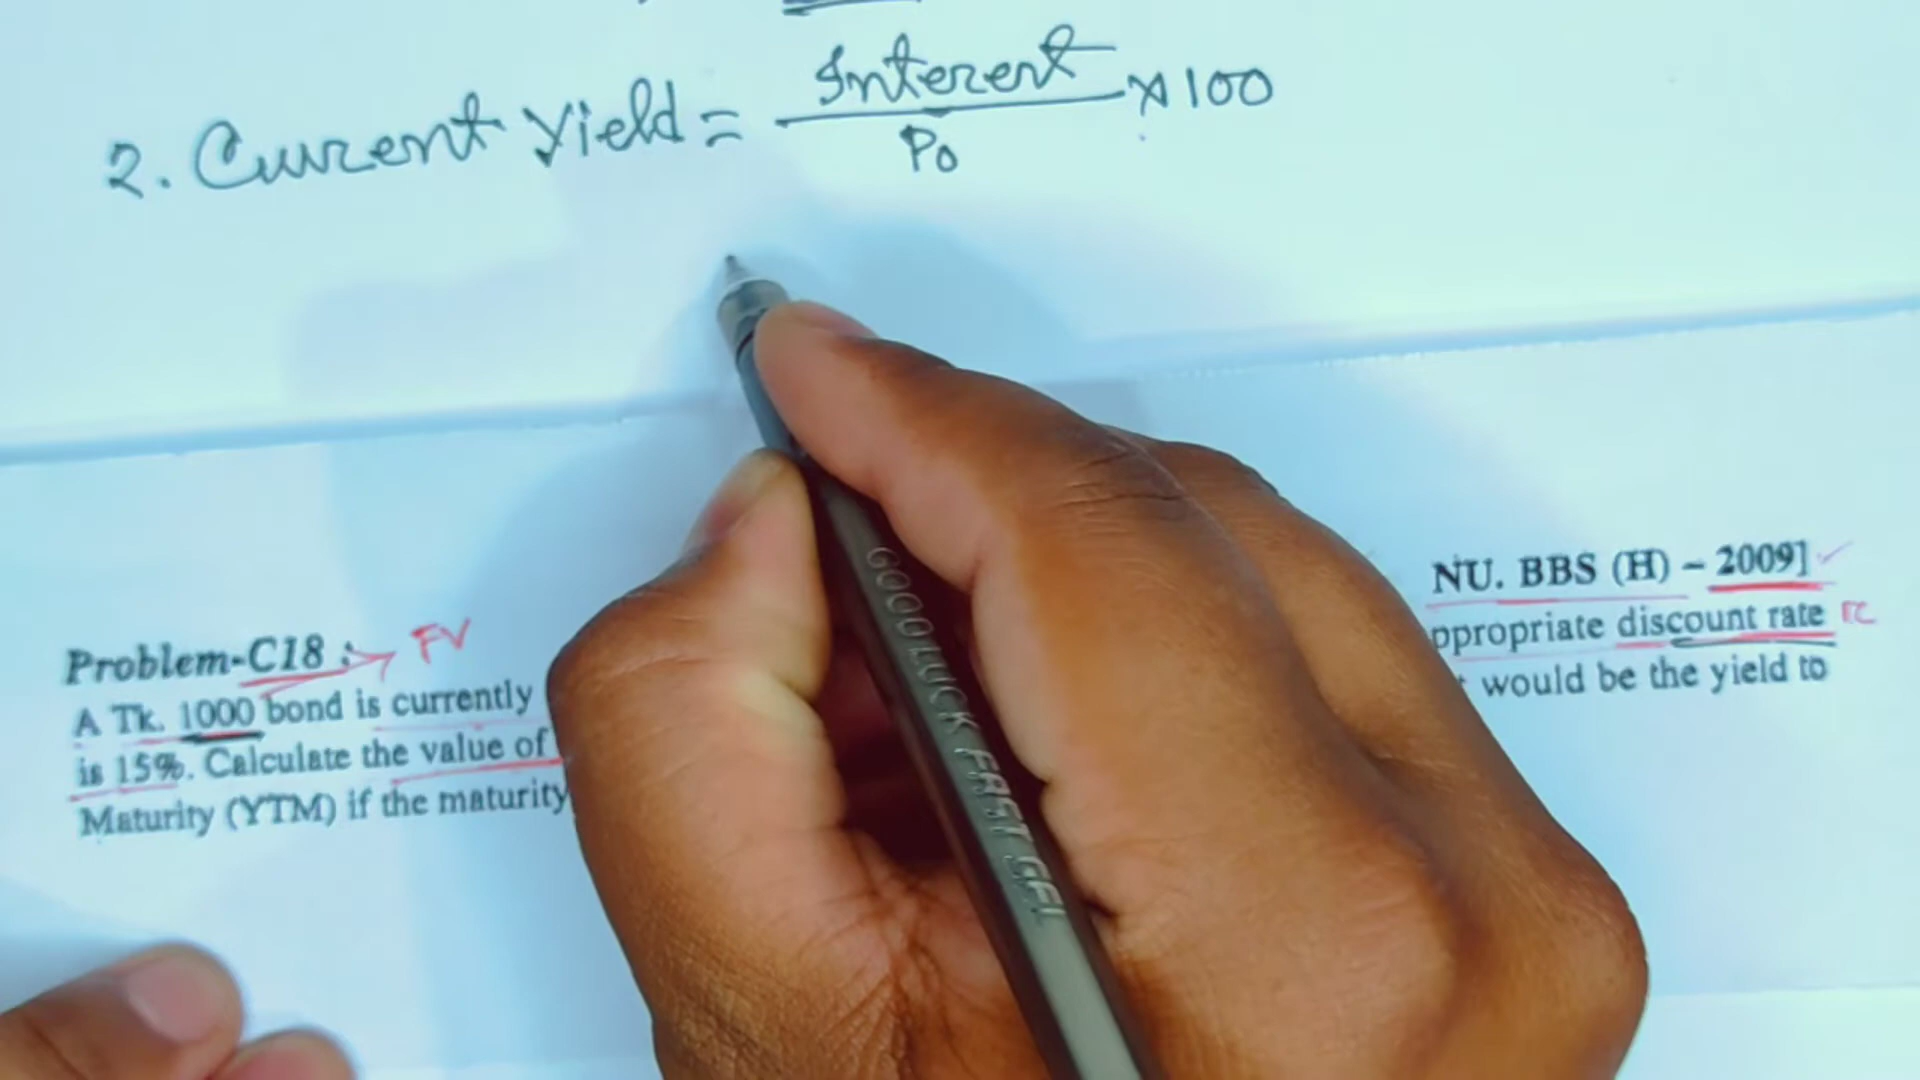 2. Current Yield = Interest / P0 × 100
NU. BBS (H) – 2009]
Problem-C18 : FV
ppropriate discount rate
A Tk. 1000 bond is currently
would be the yield to
is 15%. Calculate the value of
Maturity (YTM) if the maturity
GOOD LUCK FAST GEL